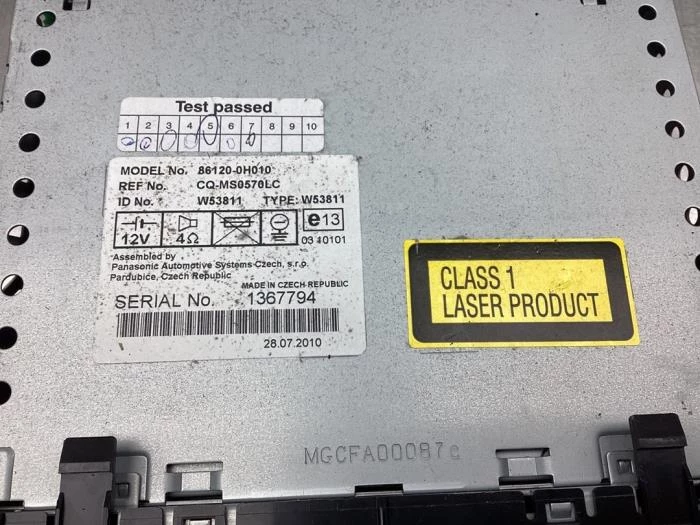 Test passed
1 2 3 4 5 6 7 8 9 10
MODEL No. 86120-0H010
REF No. CQ-MS0570LC
ID No. W53811 TYPE: W53811
12V 4Ω e13
03 10101
Assembled by
Panasonic Automotive Systems Czech, s.r.o.
Pardubice, Czech Republic
MADE IN CZECH REPUBLIC
SERIAL No. 1367794
28.07.2010
CLASS 1
LASER PRODUCT
MGCFA00087c